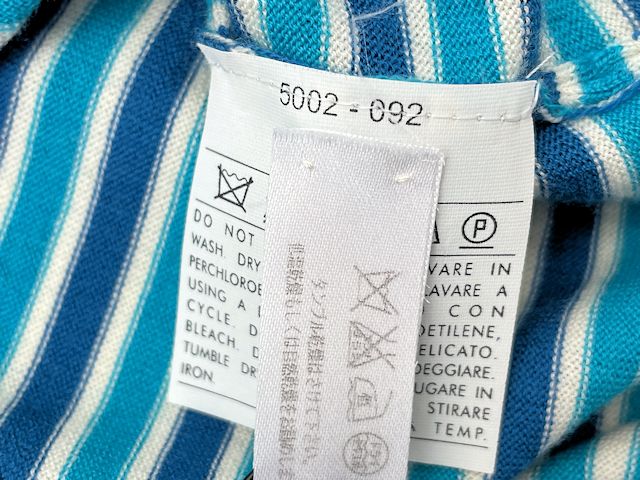 5002 - 092
P
DO NOT
WASH. DRY
PERCHLOROE
USING A
CYCLE. D
BLEACH. D
TUMBLE DR
IRON.
VARE IN
LAVARE A
CON
OETILENE,
ELICATO.
DEGGIARE.
UGARE IN
STIRARE
A TEMP.
タンブル乾燥はさけて下さい。